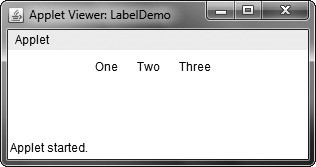 Applet Viewer: LabelDemo
Applet
One Two Three
Applet started.